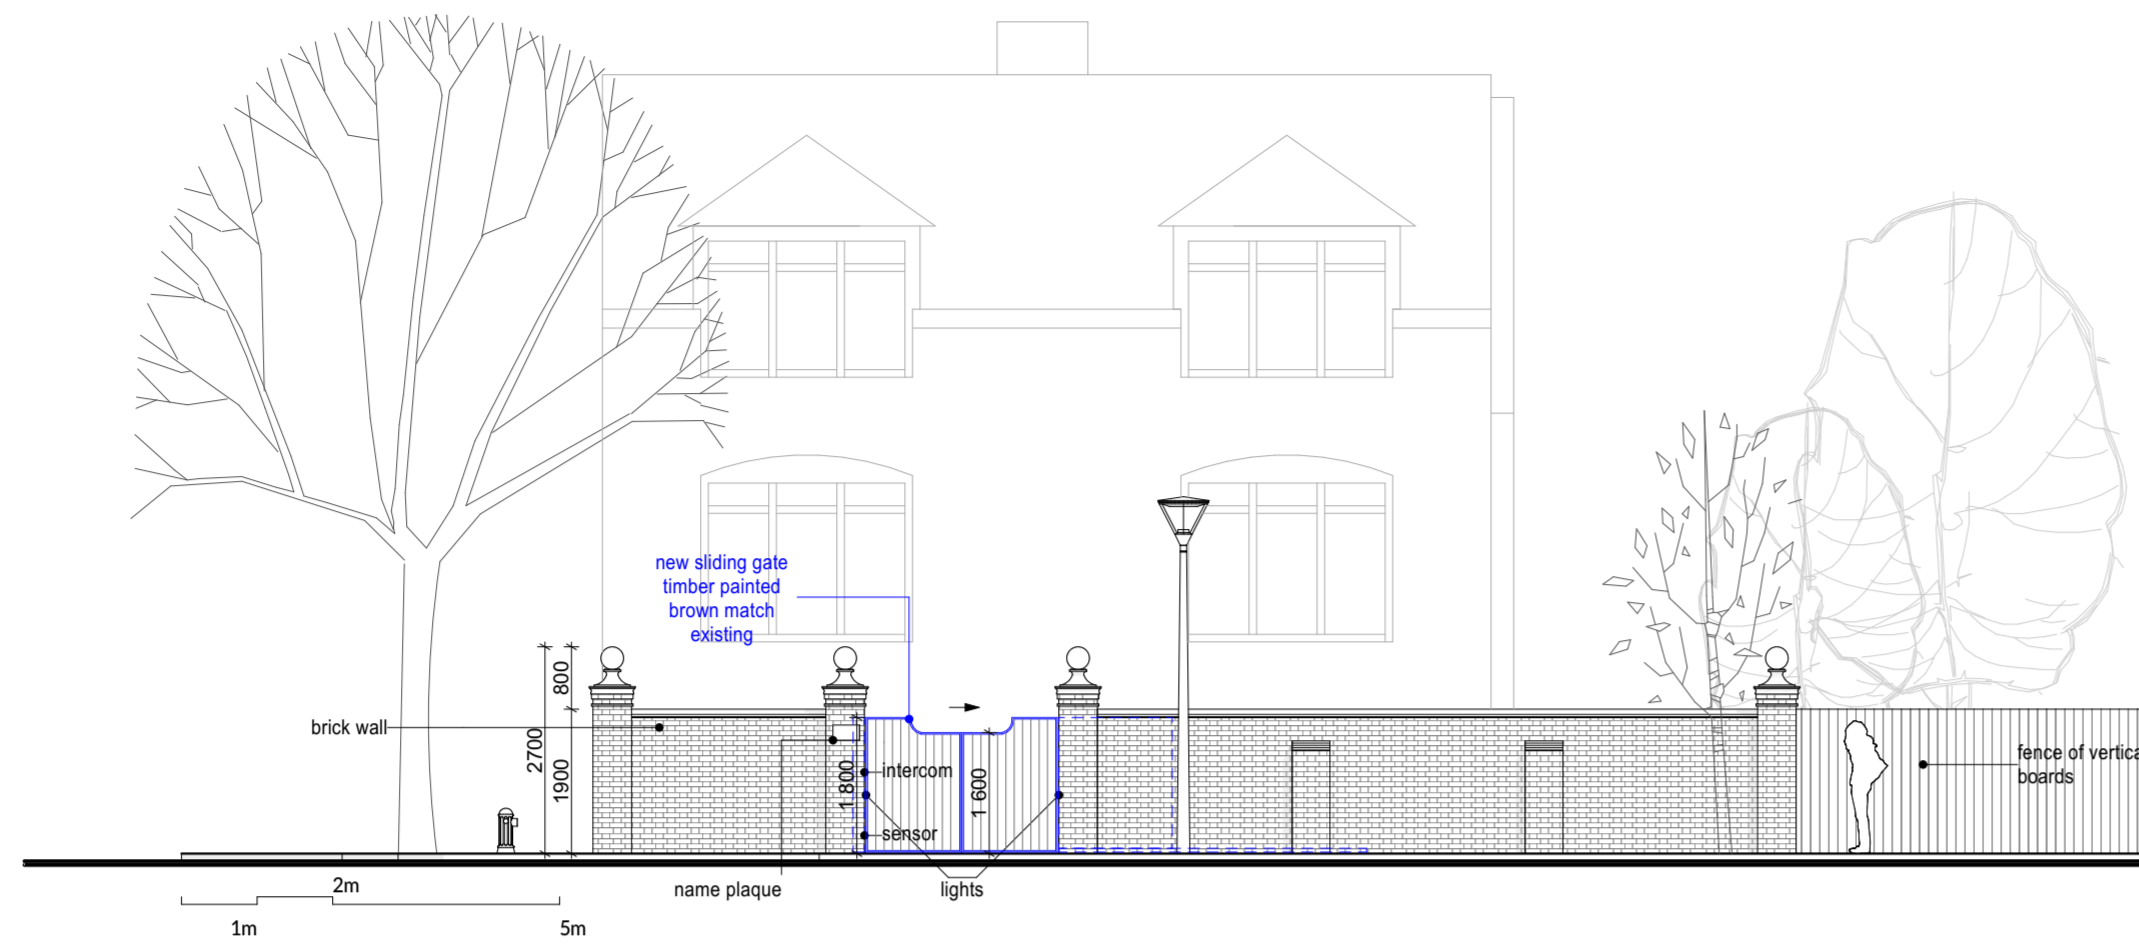 new sliding gate
timber painted
brown match
existing
800
2700
1900
brick wall
intercom
1 800
1 600
sensor
fence of vertica
boards
name plaque
lights
2m
1m
5m